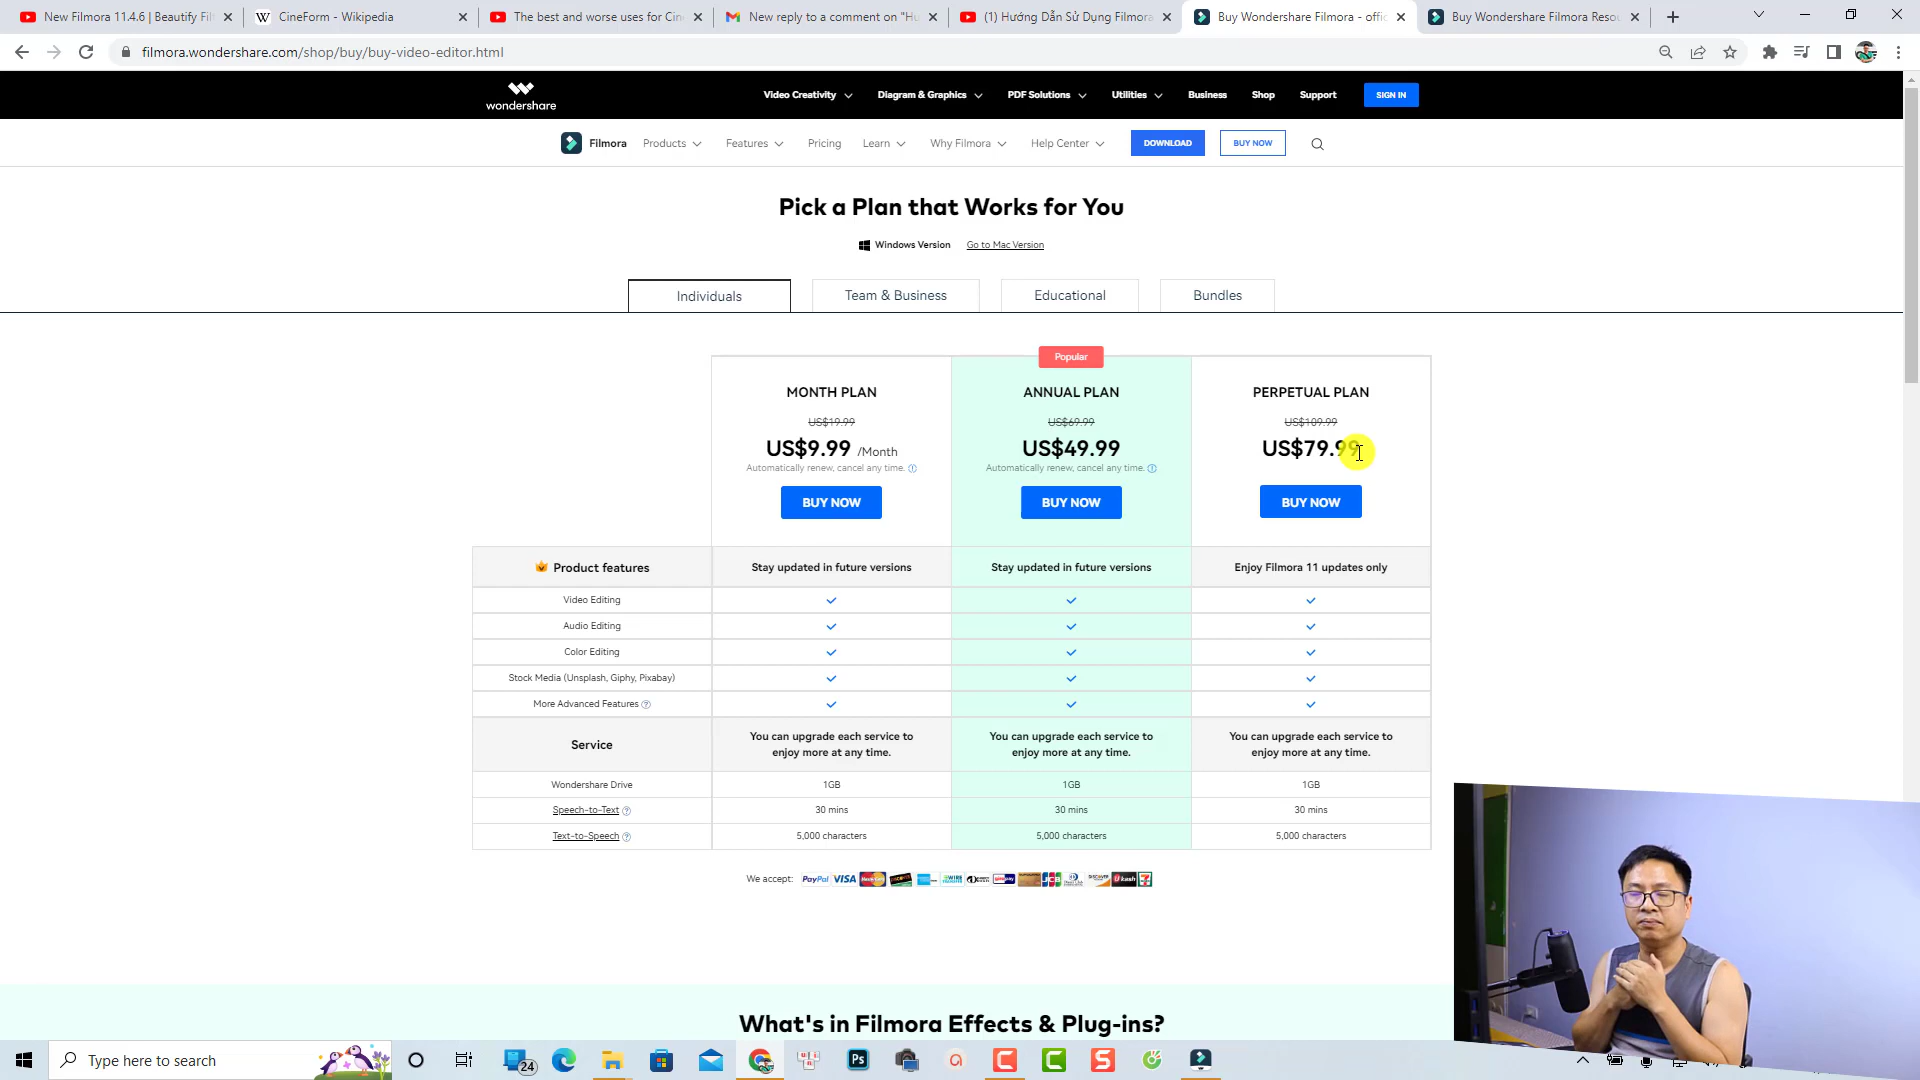 New Filmora 11.4.6 | Beautify Fil
CineForm - Wikipedia
The best and worse uses for Cin
New reply to a comment on "Hu
(1) Hướng Dẫn Sử Dụng Filmora
Buy Wondershare Filmora - offic
Buy Wondershare Filmora Reso
filmora.wondershare.com/shop/buy/buy-video-editor.html
wondershare
Video Creativity
Diagram & Graphics
PDF Solutions
Utilities
Business
Shop
Support
SIGN IN
Filmora
Products
Features
Pricing
Learn
Why Filmora
Help Center
DOWNLOAD
BUY NOW
Pick a Plan that Works for You
Windows Version Go to Mac Version
Individuals
Team & Business
Educational
Bundles
Popular
MONTH PLAN
ANNUAL PLAN
PERPETUAL PLAN
US$19.99
US$69.99
US$109.99
US$9.99 /Month
US$49.99
US$79.99
Automatically renew, cancel any time.
Automatically renew, cancel any time.
BUY NOW
BUY NOW
BUY NOW
Product features
Stay updated in future versions
Stay updated in future versions
Enjoy Filmora 11 updates only
Video Editing
Audio Editing
Color Editing
Stock Media (Unsplash, Giphy, Pixabay)
More Advanced Features
Service
You can upgrade each service to
enjoy more at any time.
You can upgrade each service to
enjoy more at any time.
You can upgrade each service to
enjoy more at any time.
Wondershare Drive
1GB
1GB
1GB
Speech-to-Text
30 mins
30 mins
30 mins
Text-to-Speech
5,000 characters
5,000 characters
5,000 characters
We accept: PayPal VISA
What's in Filmora Effects & Plug-ins?
Type here to search
24
Ps